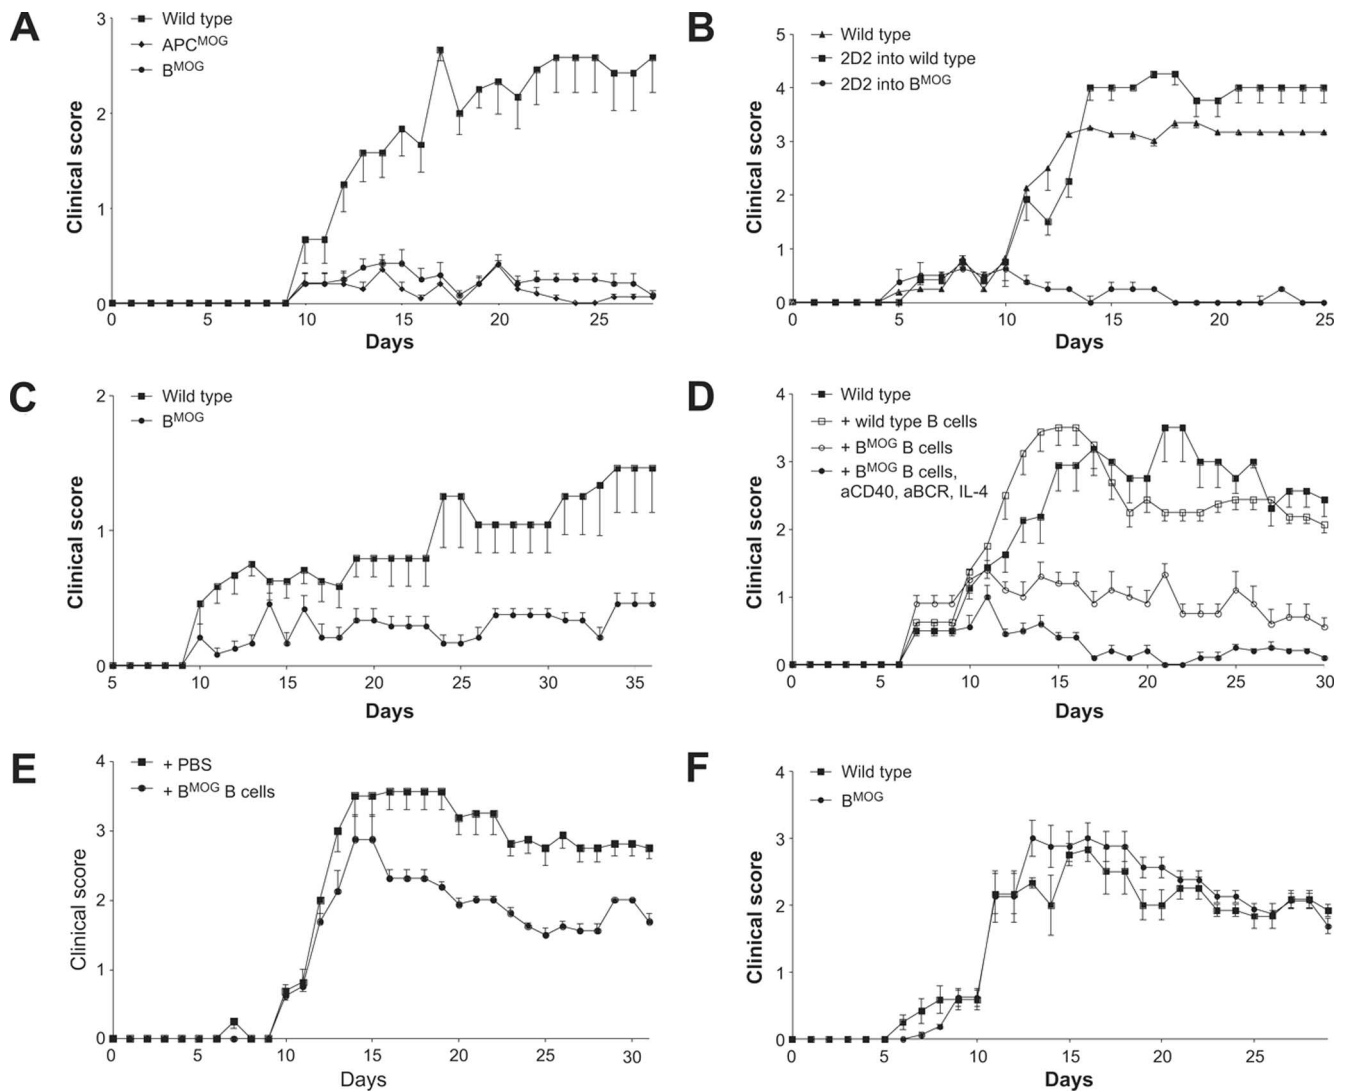 A
Wild type
APC^MOG
B^MOG
3
2
1
0
Clinical score
0 5 10 15 20 25
Days
B
Wild type
2D2 into wild type
2D2 into B^MOG
5
4
3
2
1
0
Clinical score
0 5 10 15 20 25
Days
C
Wild type
B^MOG
2
1
0
Clinical score
5 10 15 20 25 30 35
Days
D
Wild type
+ wild type B cells
+ B^MOG B cells
+ B^MOG B cells,
aCD40, aBCR, IL-4
4
3
2
1
0
Clinical score
0 5 10 15 20 25 30
Days
E
+ PBS
+ B^MOG B cells
4
3
2
1
0
Clinical score
0 5 10 15 20 25 30
Days
F
Wild type
B^MOG
4
3
2
1
0
Clinical score
0 5 10 15 20 25
Days